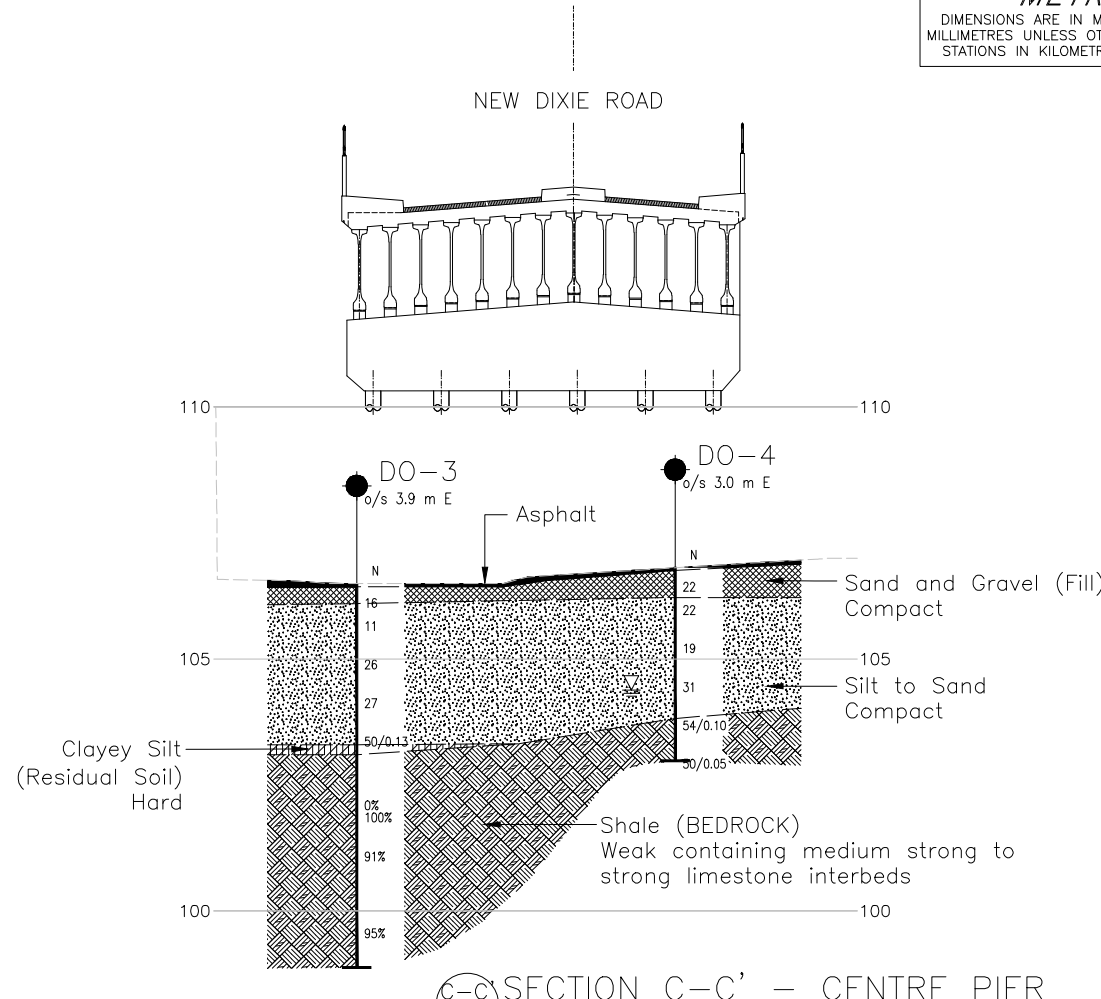 DIMENSIONS ARE IN M
MILLIMETRES UNLESS OT
STATIONS IN KILOMETR
NEW DIXIE ROAD
110
110
DO-3
o/s 3.9 m E
DO-4
o/s 3.0 m E
Asphalt
N
N
16
11
26
27
50/0.13
0%
100%
91%
95%
22
22
19
31
54/0.10
50/0.05
Sand and Gravel (Fill)
Compact
105
105
Silt to Sand
Compact
Clayey Silt
(Residual Soil)
Hard
Shale (BEDROCK)
Weak containing medium strong to
strong limestone interbeds
100
100
C-C' SECTION C-C' - CENTRE PIER